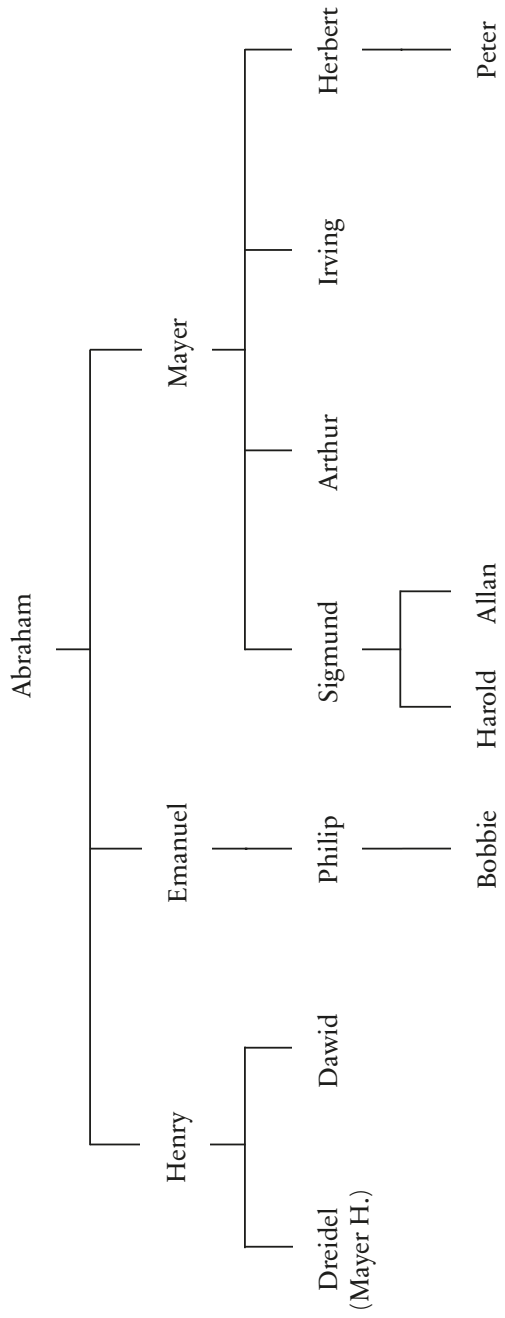 Abraham
Henry
Emanuel
Mayer
Dreidel
(Mayer H.)
Dawid
Philip
Sigmund
Arthur
Irving
Herbert
Bobbie
Harold
Allan
Peter